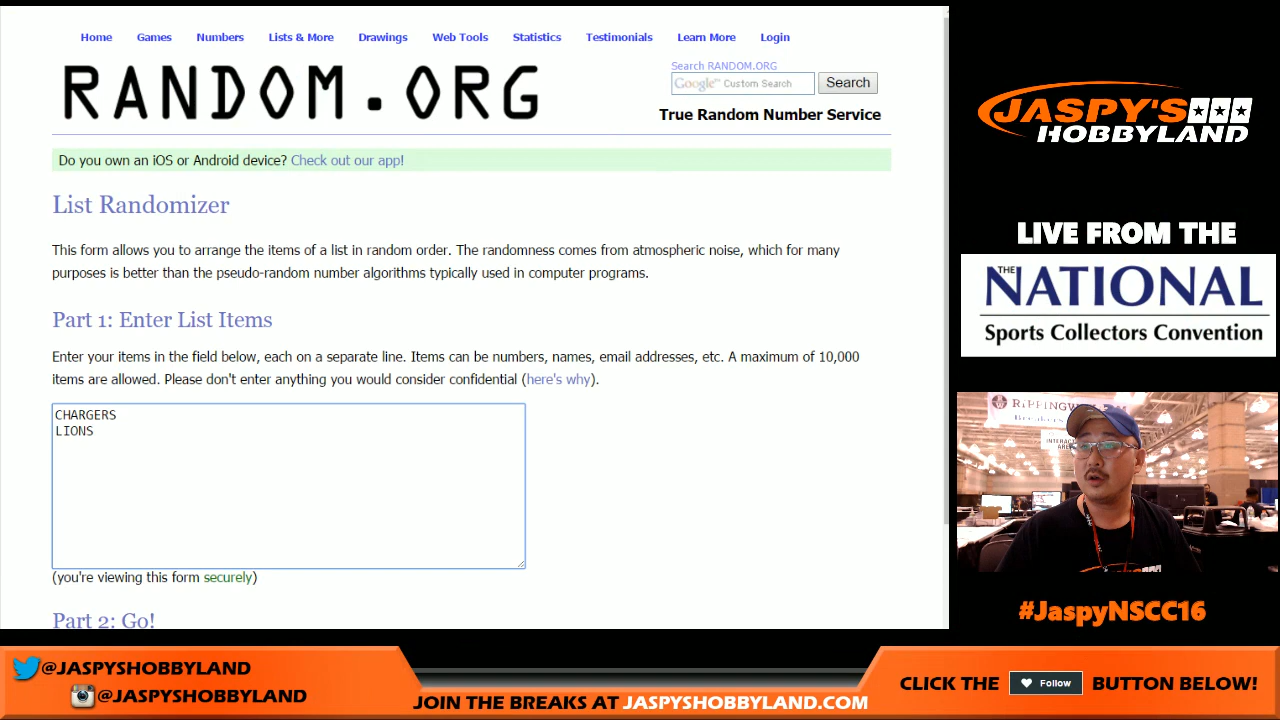 Home Games Numbers Lists & More Drawings Web Tools Statistics Testimonials Learn More Login
RANDOM.ORG
Search RANDOM.ORG
Google™ Custom Search Search
True Random Number Service
Do you own an iOS or Android device? Check out our app!
List Randomizer
This form allows you to arrange the items of a list in random order. The randomness comes from atmospheric noise, which for many
purposes is better than the pseudo-random number algorithms typically used in computer programs.
Part 1: Enter List Items
Enter your items in the field below, each on a separate line. Items can be numbers, names, email addresses, etc. A maximum of 10,000
items are allowed. Please don't enter anything you would consider confidential (here's why).
CHARGERS
LIONS
(you're viewing this form securely)
Part 2: Go!
JASPY'S
HOBBYLAND
LIVE FROM THE
THE NATIONAL
Sports Collectors Convention
#JaspyNSCC16
@JASPYSHOBBYLAND
@JASPYSHOBBYLAND
JOIN THE BREAKS AT JASPYSHOBBYLAND.COM
CLICK THE Follow BUTTON BELOW!